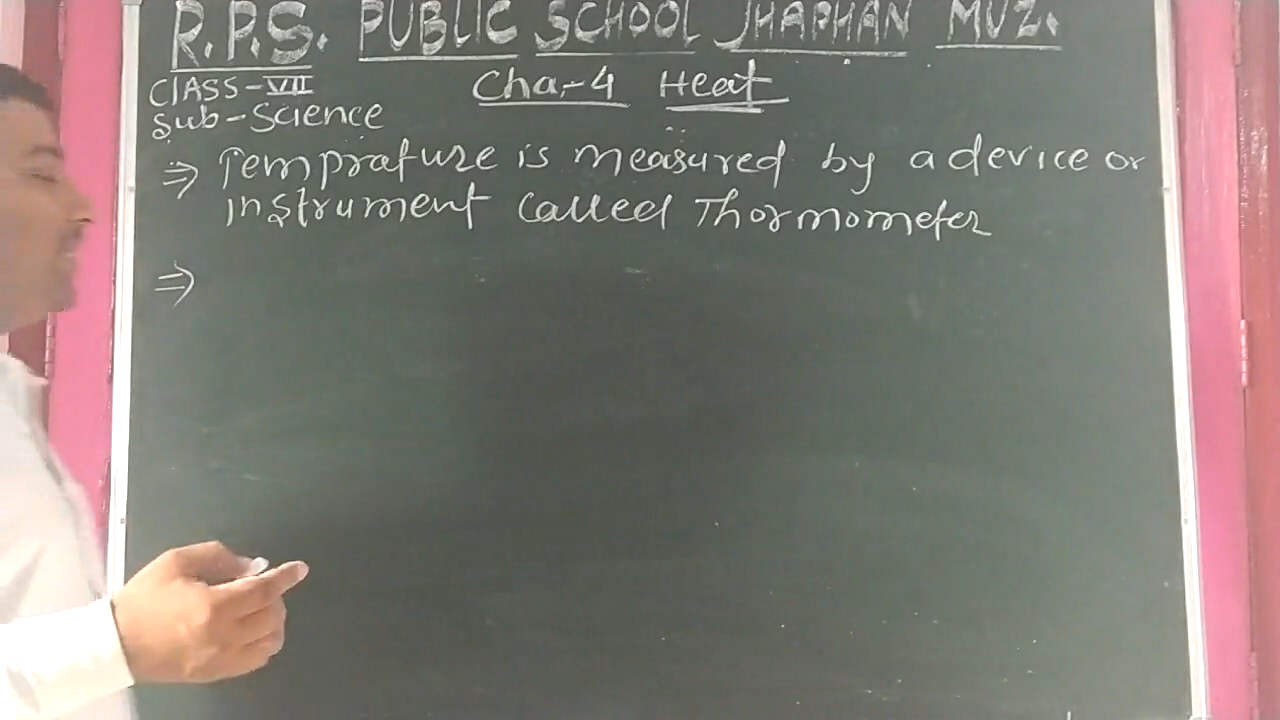 R.P.S. PUBLIC SCHOOL JHAPHAN MUZ.
CLASS-VII
Cha,-4 Heat
Sub-Science
⇒ Temprature is measured by a device or
instrument called Thormometer
⇒